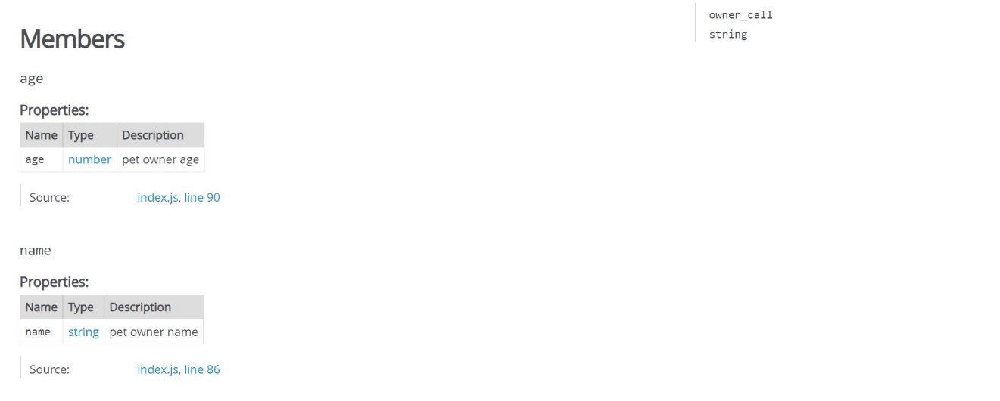 Members
age
Properties:
Name Type Description
age number pet owner age
Source: index.js, line 90
name
Properties:
Name Type Description
name string pet owner name
Source: index.js, line 86
owner_call
string